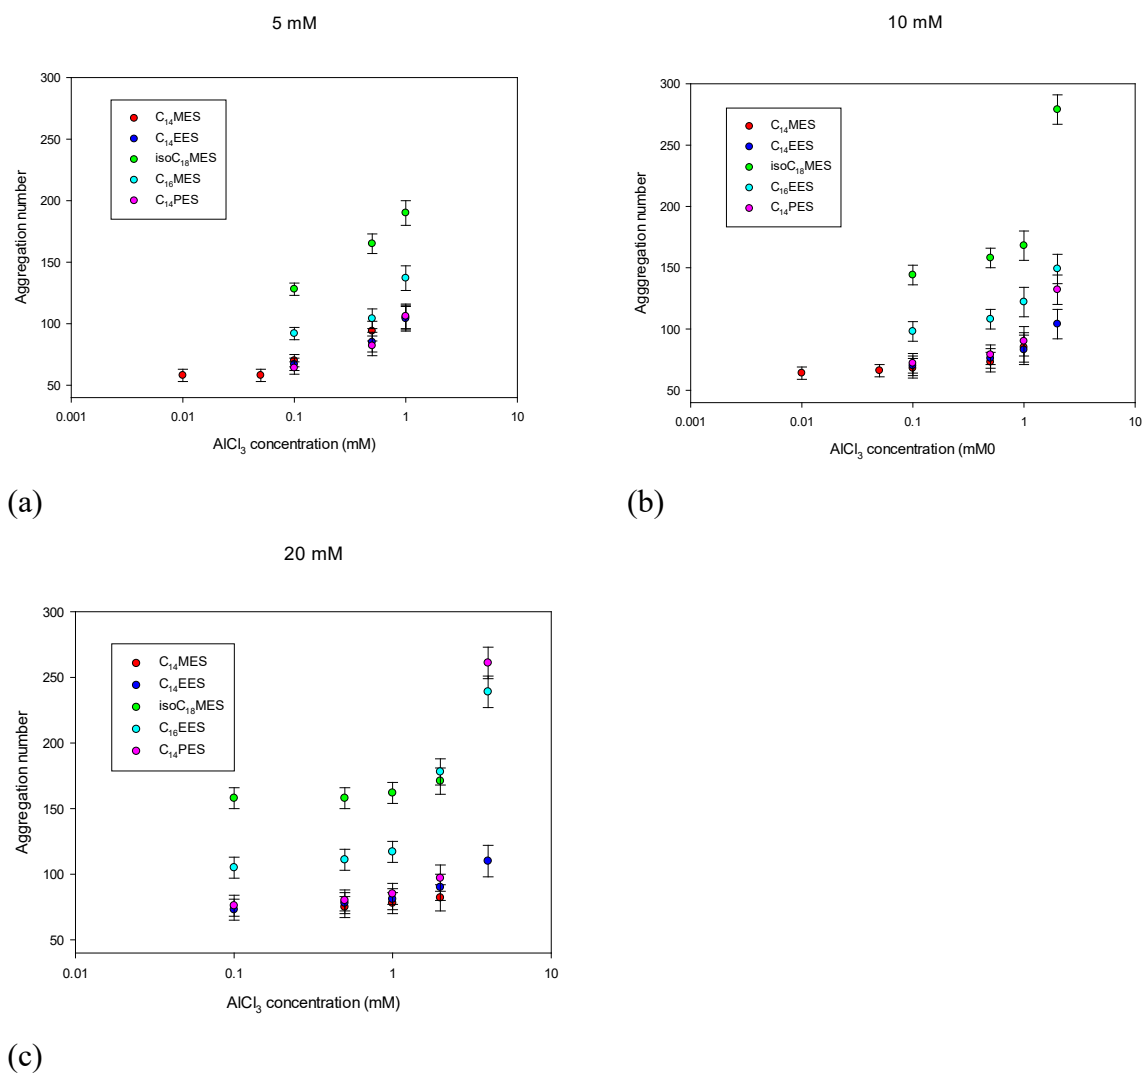 5 mM
300
250
200
150
100
50
Aggregation number
C₁₄MES
C₁₄EES
isoC₁₈MES
C₁₆MES
C₁₄PES
0.001 0.01 0.1 1 10
AlCl₃ concentration (mM)
(a)
10 mM
300
250
200
150
100
50
Agggregation number
C₁₄MES
C₁₄EES
isoC₁₈MES
C₁₆EES
C₁₄PES
0.001 0.01 0.1 1 10
AlCl₃ concentration (mM0
(b)
20 mM
300
250
200
150
100
50
Aggregation number
C₁₄MES
C₁₄EES
isoC₁₈MES
C₁₆EES
C₁₄PES
0.01 0.1 1 10
AlCl₃ concentration (mM)
(c)